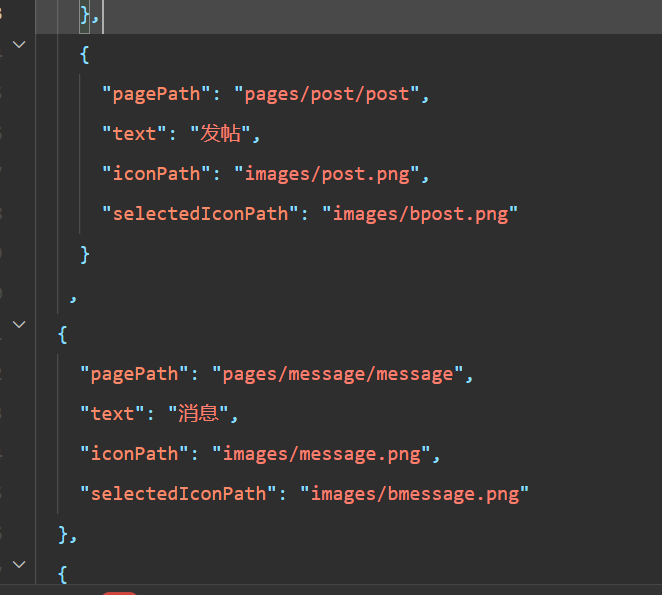 },
{
"pagePath": "pages/post/post",
"text": "发帖",
"iconPath": "images/post.png",
"selectedIconPath": "images/bpost.png"
}
,
{
"pagePath": "pages/message/message",
"text": "消息",
"iconPath": "images/message.png",
"selectedIconPath": "images/bmessage.png"
},
{